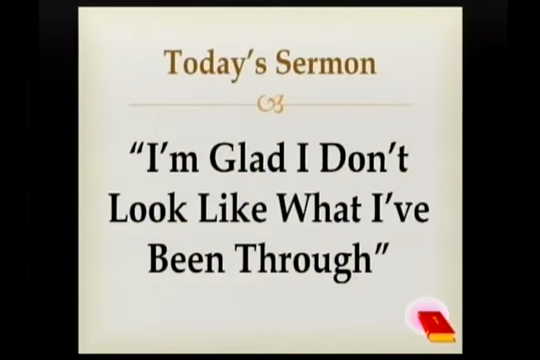 Today's Sermon
“I'm Glad I Don't
Look Like What I've
Been Through”